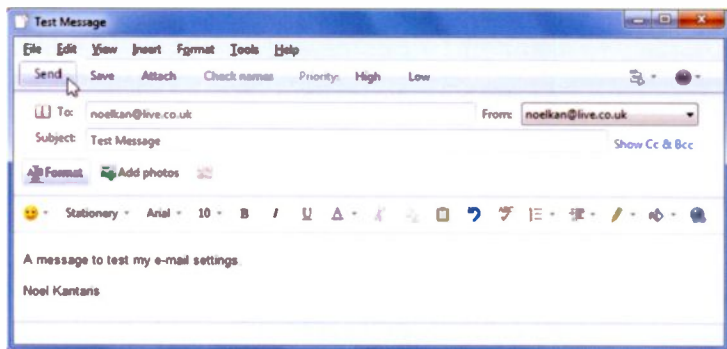 Test Message
File Edit View Insert Format Tools Help
Send Save Attach Check names Priority: High Low
To: noelkan@live.co.uk From: noelkan@live.co.uk
Subject: Test Message Show Cc & Bcc
Format Add photos
Stationery Arial 10 B I U A
A message to test my e-mail settings.
Noel Kantaris